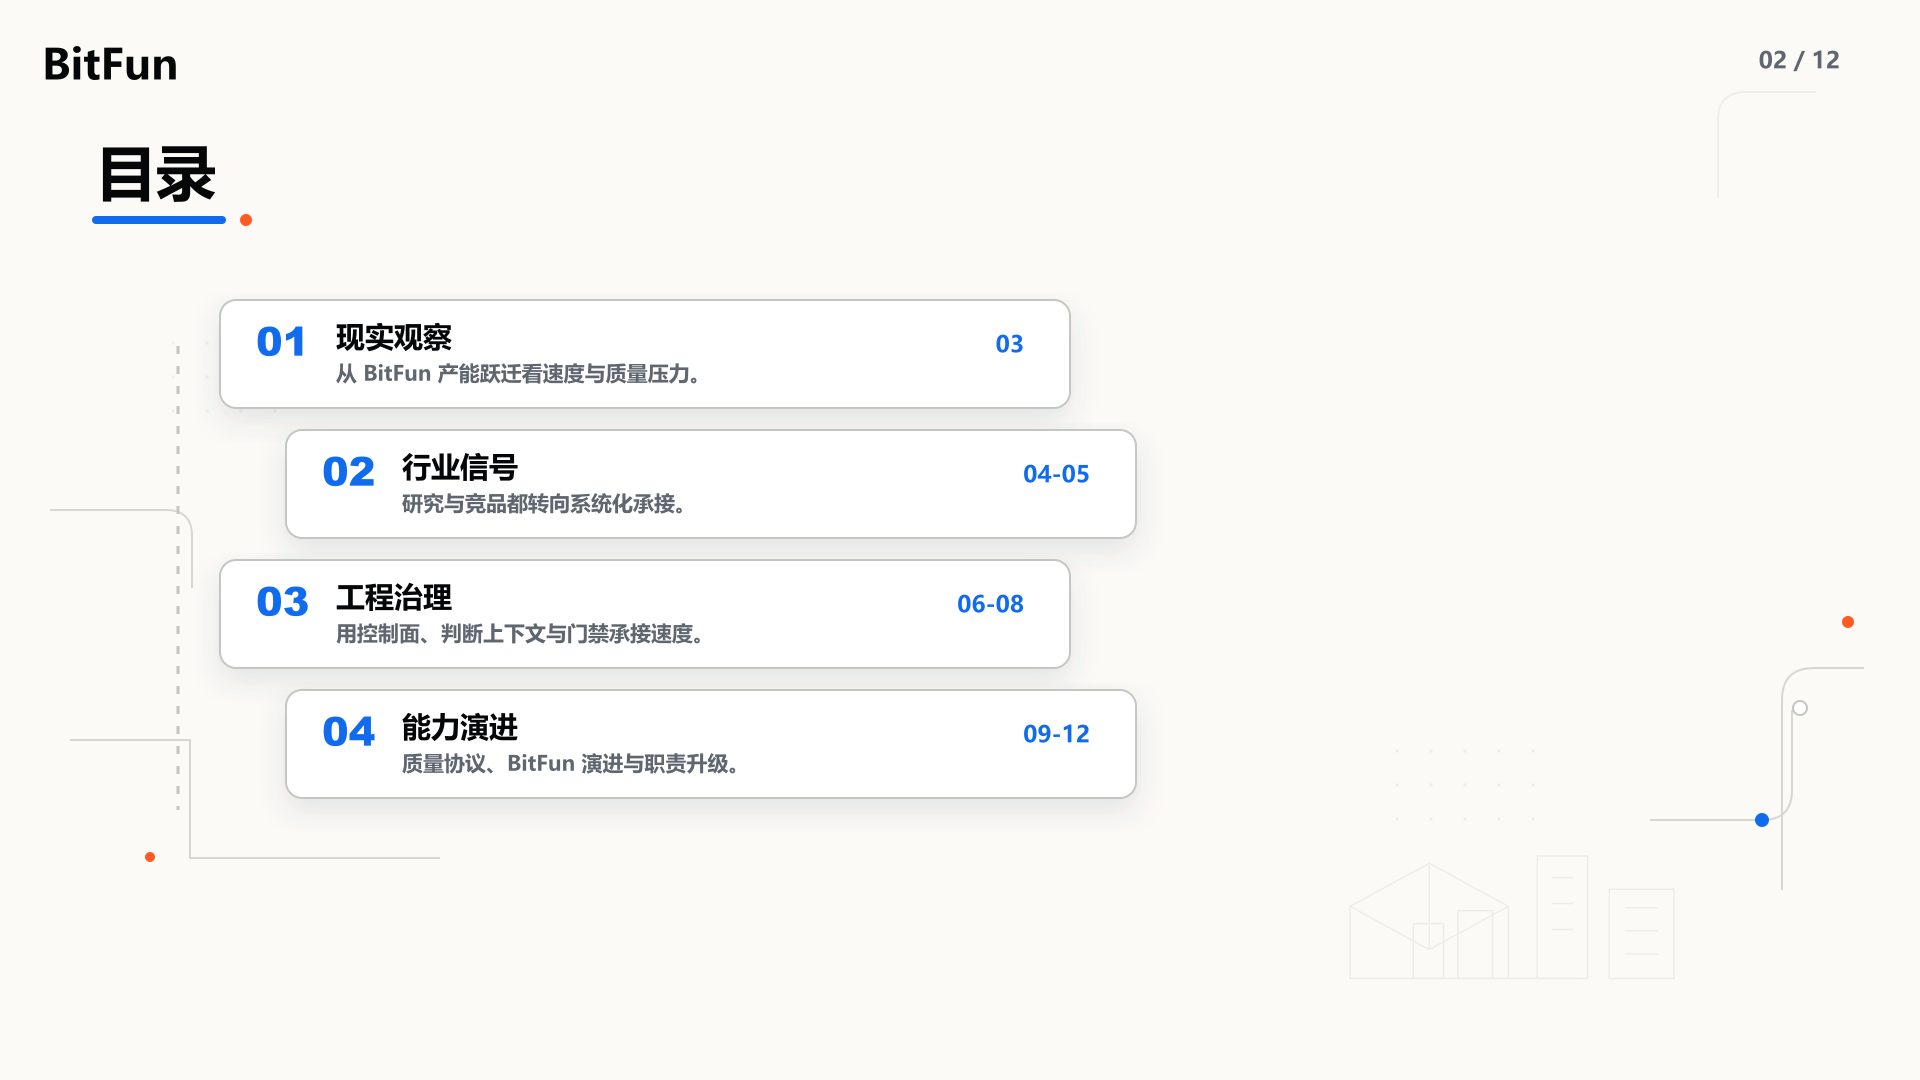 BitFun
02 / 12
目录
01 现实观察 03
从 BitFun 产能跃迁看速度与质量压力。
02 行业信号 04-05
研究与竞品都转向系统化承接。
03 工程治理 06-08
用控制面、判断上下文与门禁承接速度。
04 能力演进 09-12
质量协议、BitFun 演进与职责升级。